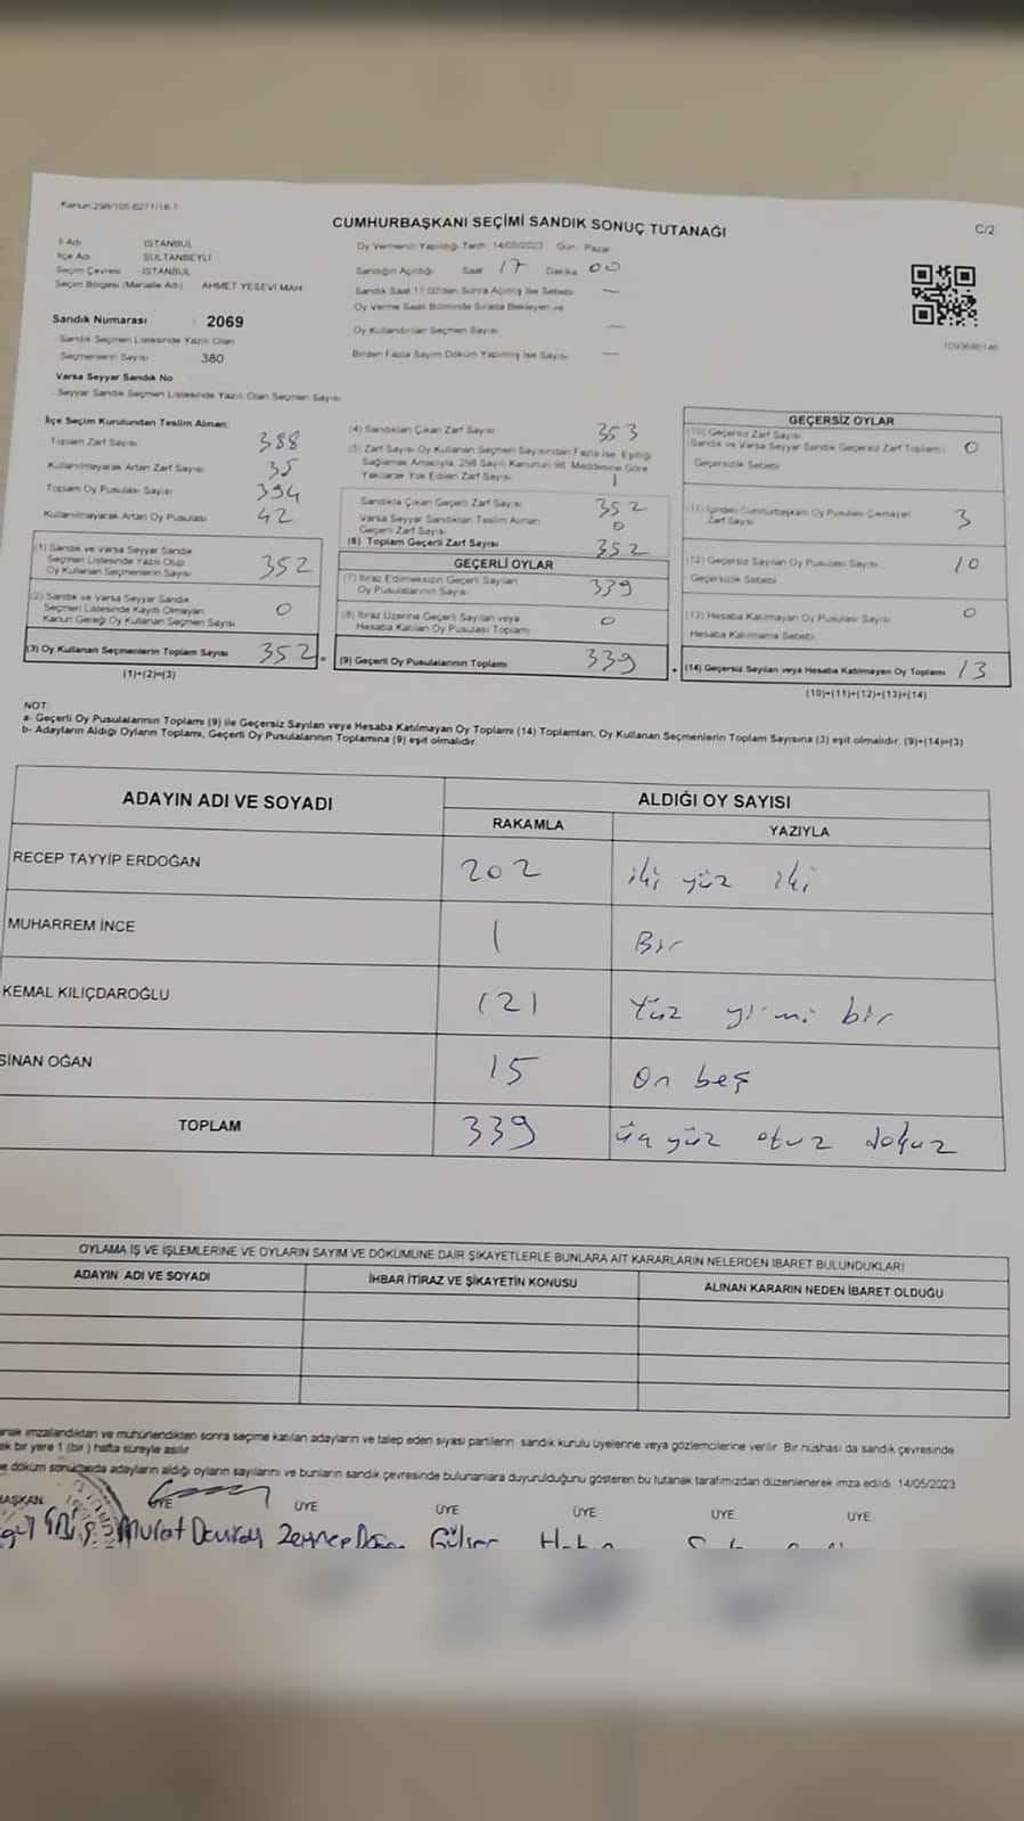 Kanun:298/105-6271/18-1
CUMHURBAŞKANI SEÇİMİ SANDIK SONUÇ TUTANAĞI
C/2
İl Adı İSTANBUL
İlçe Adı SULTANBEYLİ
Seçim Çevresi İSTANBUL
Seçim Bölgesi (Mahalle Adı) AHMET YESEVİ MAH
Sandık Numarası 2069
Sandık Seçmen Listesinde Yazılı Olan
Seçmenlerin Sayısı 380
Varsa Seyyar Sandık No
Seyyar Sandık Seçmen Listesinde Yazılı Olan Seçmen Sayısı
Oy Vermenin Yapıldığı Tarih 14/05/2023 Gün: Pazar
Sandığın Açıldığı Saat 17 Dakika 00
Sandık Saat 17:00'den Sonra Açılmış İse Sebebi —
Oy Verme Saati Bitiminde Sırada Bekleyen ve
Oy Kullandırılan Seçmen Sayısı —
Birden Fazla Sayım Döküm Yapılmış İse Sayısı —
İlçe Seçim Kurulundan Teslim Alınan:
Toplam Zarf Sayısı 388
Kullanılmayarak Artan Zarf Sayısı 35
Toplam Oy Pusulası Sayısı 394
Kullanılmayarak Artan Oy Pusulası 42
(1) Sandık ve Varsa Seyyar Sandık
Seçmen Listesinde Yazılı Olup
Oy Kullanan Seçmenlerin Sayısı 352
(2) Sandık ve Varsa Seyyar Sandık
Seçmen Listesinde Kayıtlı Olmayan
Kanun Gereği Oy Kullanan Seçmen Sayısı 0
(3) Oy Kullanan Seçmenlerin Toplam Sayısı 352
(1)+(2)=(3)
(4) Sandıktan Çıkan Zarf Sayısı 353
(5) Zarf Sayısı Oy Kullanan Seçmen Sayısından Fazla İse, Eşitliği
Sağlamak Amacıyla, 298 Sayılı Kanunun 98. Maddesine Göre
Yakılarak Yok Edilen Zarf Sayısı 1
Sandıkta Çıkan Geçerli Zarf Sayısı 352
Varsa Seyyar Sandıktan Teslim Alınan
Geçerli Zarf Sayısı 0
(6) Toplam Geçerli Zarf Sayısı 352
GEÇERLİ OYLAR
(7) İtiraz Edilmeksizin Geçerli Sayılan
Oy Pusulalarının Sayısı 339
(8) İtiraz Üzerine Geçerli Sayılan veya
Hesaba Katılan Oy Pusulası Toplamı 0
(9) Geçerli Oy Pusulalarının Toplamı 339
GEÇERSİZ OYLAR
(10) Geçersiz Zarf Sayısı
(Sandık ve Varsa Seyyar Sandık Geçersiz Zarf Toplamı) 0
Geçersizlik Sebebi
(11) İçinden Cumhurbaşkanı Oy Pusulası Çıkmayan
Zarf Sayısı 3
(12) Geçersiz Sayılan Oy Pusulası Sayısı 10
Geçersizlik Sebebi
(13) Hesaba Katılmayan Oy Pusulası Sayısı 0
Hesaba Katılmama Sebebi
(14) Geçersiz Sayılan veya Hesaba Katılmayan Oy Toplamı 13
(10)+(11)+(12)+(13)=(14)
NOT:
a- Geçerli Oy Pusulalarının Toplamı (9) ile Geçersiz Sayılan veya Hesaba Katılmayan Oy Toplamı (14) Toplamları, Oy Kullanan Seçmenlerin Toplam Sayısına (3) eşit olmalıdır. (9)+(14)=(3)
b- Adayların Aldığı Oyların Toplamı, Geçerli Oy Pusulalarının Toplamına (9) eşit olmalıdır.
ADAYIN ADI VE SOYADI ALDIĞI OY SAYISI
RAKAMLA YAZIYLA
RECEP TAYYİP ERDOĞAN 202 iki yüz iki
MUHARREM İNCE 1 Bir
KEMAL KILIÇDAROĞLU 121 Yüz yirmi bir
SİNAN OĞAN 15 On beş
TOPLAM 339 üç yüz otuz dokuz
OYLAMA İŞ VE İŞLEMLERİNE VE OYLARIN SAYIM VE DÖKÜMÜNE DAİR ŞİKAYETLERLE BUNLARA AİT KARARLARIN NELERDEN İBARET BULUNDUKLARI
ADAYIN ADI VE SOYADI İHBAR İTİRAZ VE ŞİKAYETİN KONUSU ALINAN KARARIN NEDEN İBARET OLDUĞU
imzalandıktan ve mühürlendikten sonra seçime katılan adayların ve talep eden siyasi partilerin sandık kurulu üyelerine veya gözlemcilerine verilir. Bir nüshası da sandık çevresinde
bir yere 1 (bir) hafta süreyle asılır
döküm sonucunda adayların aldığı oyların sayılarını ve bunların sandık çevresinde bulunanlara duyurulduğunu gösteren bu tutanak tarafımızdan düzenlenerek imza edildi. 14/05/2023
BAŞKAN ÜYE ÜYE ÜYE ÜYE ÜYE ÜYE
Murat Zeynep